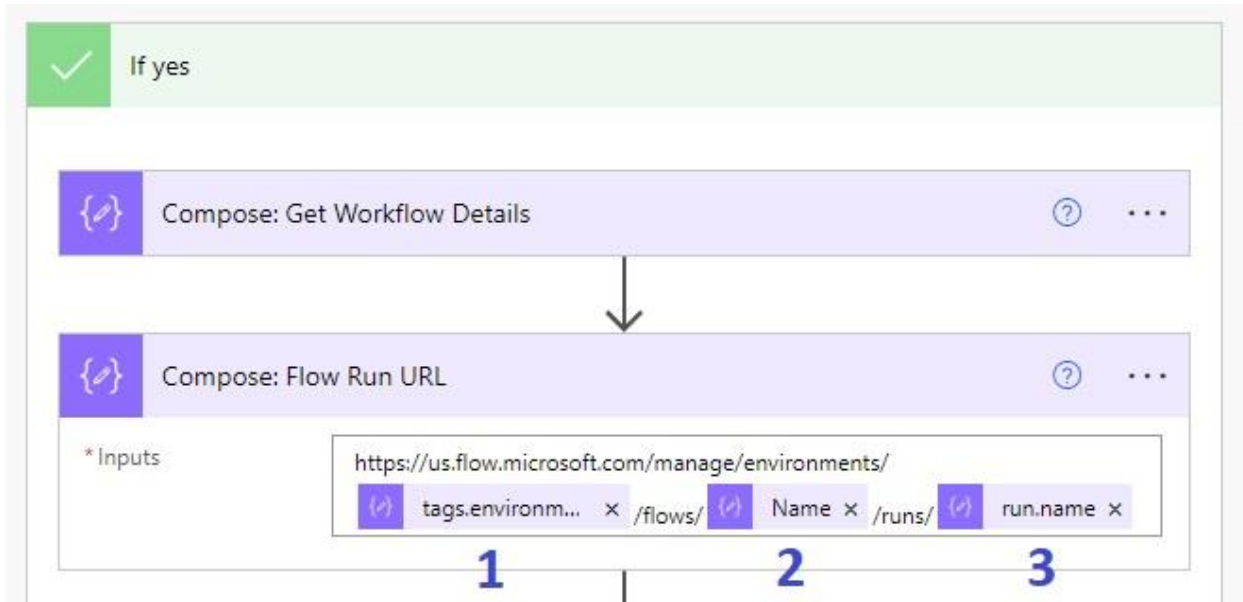 If yes
Compose: Get Workflow Details
Compose: Flow Run URL
* Inputs
https://us.flow.microsoft.com/manage/environments/
tags.environm... × /flows/ Name × /runs/ run.name ×
1 2 3